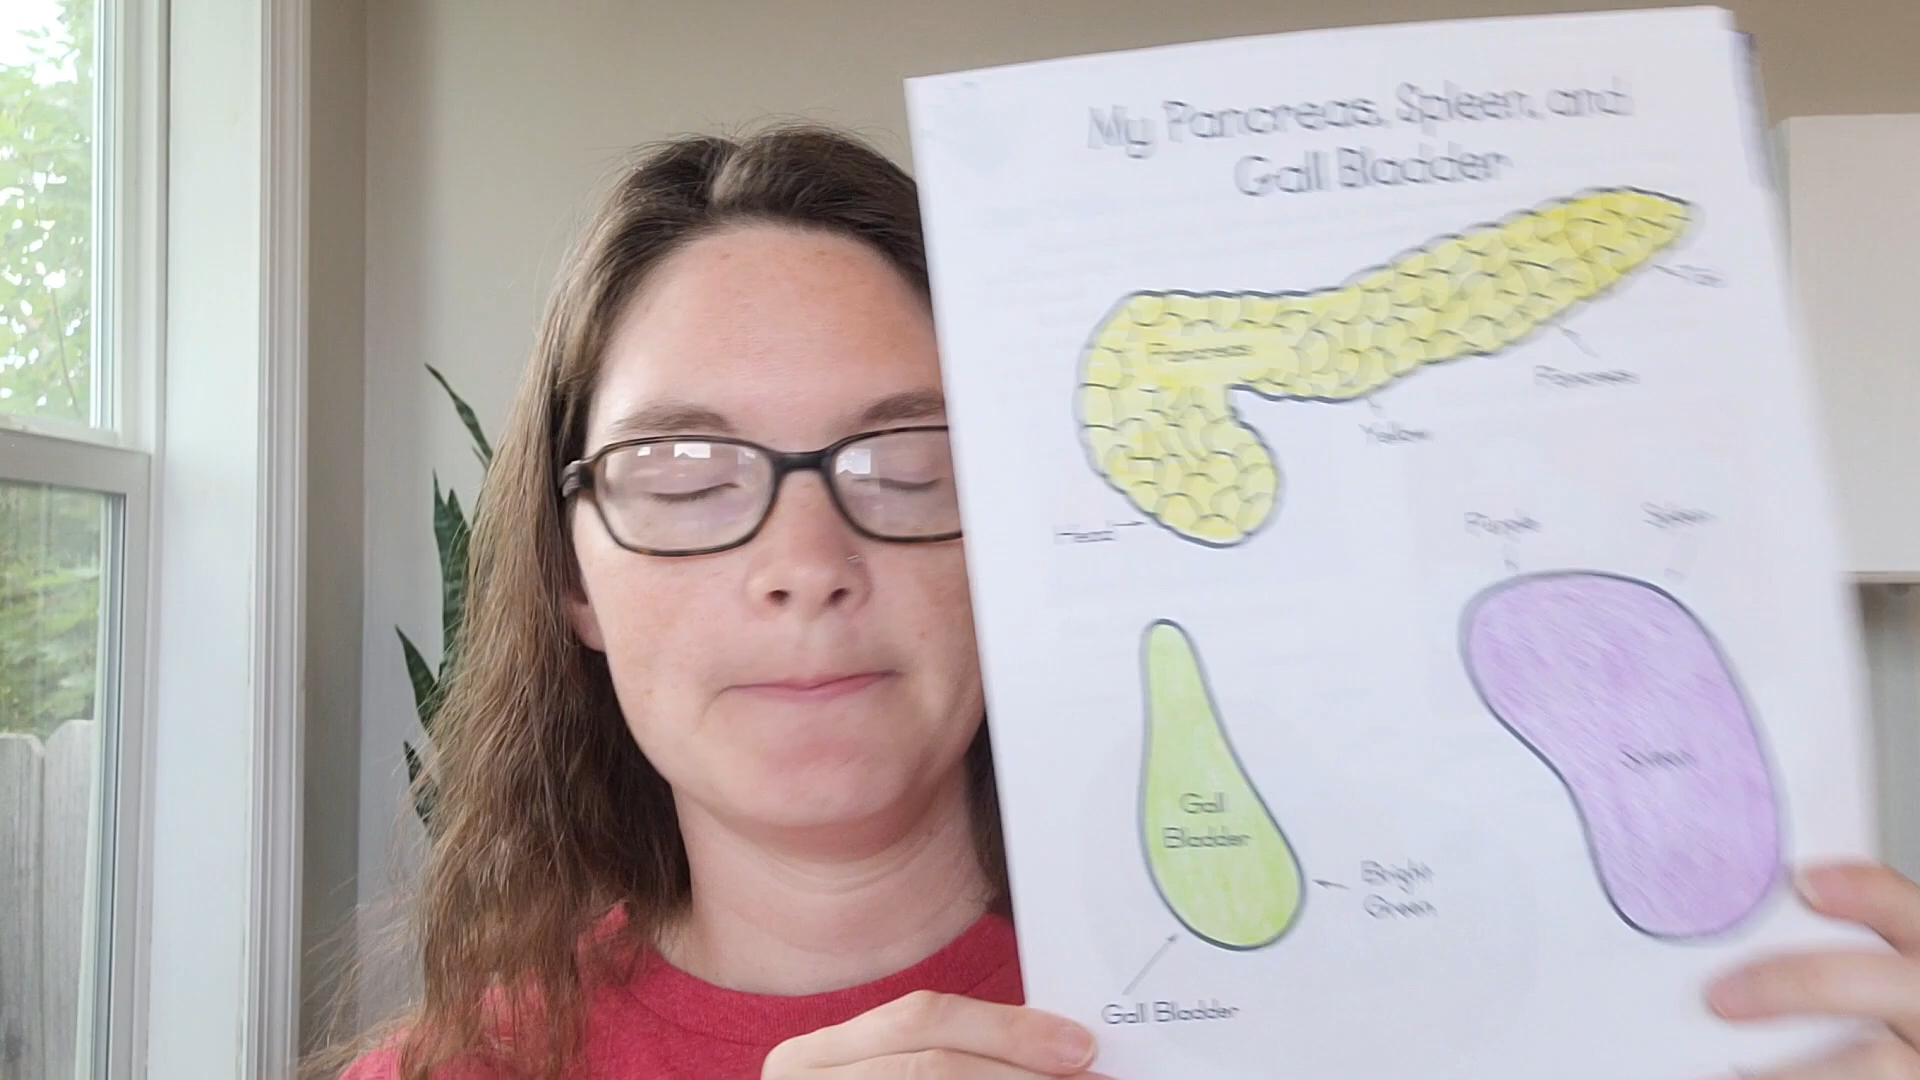 My Pancreas, Spleen, and
Gall Bladder
Tail
Pancreas
Pancreas
Yellow
Head
Purple
Spleen
Spleen
Gall
Bladder
Bright
Green
Gall Bladder